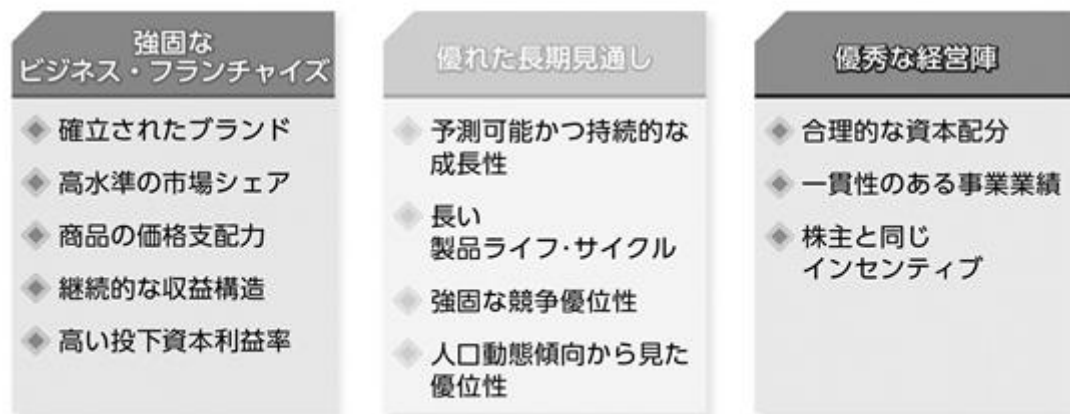 強固な
ビジネス・フランチャイズ
確立されたブランド
高水準の市場シェア
商品の価格支配力
継続的な収益構造
高い投下資本利益率
優れた長期見通し
予測可能かつ持続的な
成長性
長い
製品ライフ・サイクル
強固な競争優位性
人口動態傾向から見た
優位性
優秀な経営陣
合理的な資本配分
一貫性のある事業業績
株主と同じ
インセンティブ